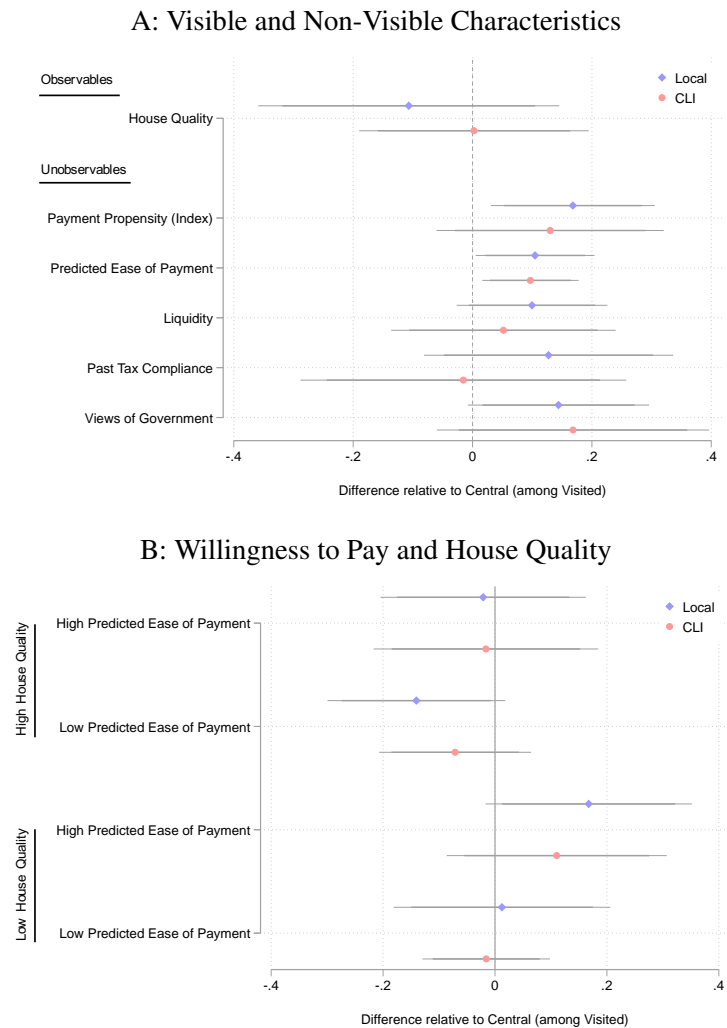 A: Visible and Non-Visible Characteristics
Observables
Local
CLI
House Quality
Unobservables
Payment Propensity (Index)
Predicted Ease of Payment
Liquidity
Past Tax Compliance
Views of Government
-.4 -.2 0 .2 .4
Difference relative to Central (among Visited)
B: Willingness to Pay and House Quality
Local
CLI
High House Quality
High Predicted Ease of Payment
Low Predicted Ease of Payment
Low House Quality
High Predicted Ease of Payment
Low Predicted Ease of Payment
-.4 -.2 0 .2 .4
Difference relative to Central (among Visited)